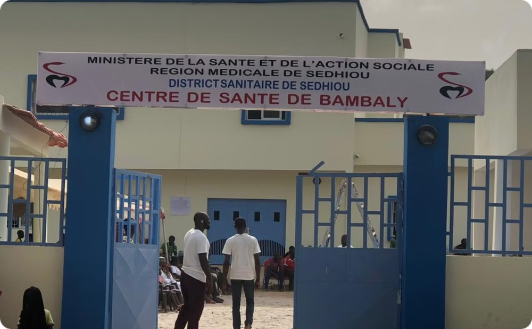 MINISTERE DE LA SANTE ET DE L'ACTION SOCIALE
REGION MEDICALE DE SEDHIOU
DISTRICT SANITAIRE DE SEDHIOU
CENTRE DE SANTE DE BAMBALY